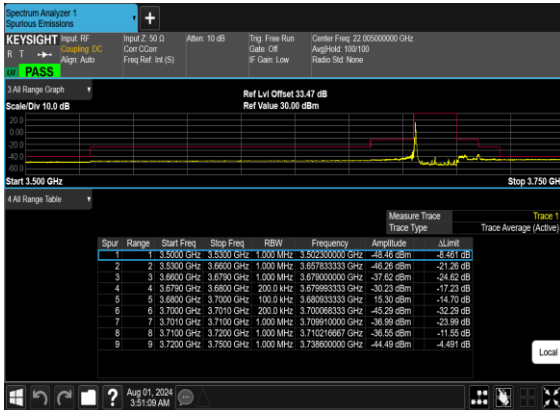 Spectrum Analyzer 1
Spurious Emissions
+
KEYSIGHT Input: RF Input Z: 50 Ω Atten: 10 dB Trig: Free Run Center Freq: 22.005000000 GHz
R T Coupling: DC Corr CCorr Gate: Off Avg|Hold: 100/100
Align: Auto Freq Ref: Int (S) IF Gain: Low Radio Std: None
LW PASS
3 All Range Graph Ref Lvl Offset 33.47 dB
Scale/Div 10.0 dB Ref Value 30.00 dBm
20.0
0.00
-20.0
-40.0
-60.0
Start 3.500 GHz Stop 3.750 GH
4 All Range Table
Measure Trace Trace 1
Trace Type Trace Average (Active)
Spur Range Start Freq Stop Freq RBW Frequency Amplitude ΔLimit
1 1 3.5000 GHz 3.5300 GHz 1.000 MHz 3.502300000 GHz -48.46 dBm -8.461 dB
2 2 3.5300 GHz 3.6600 GHz 1.000 MHz 3.657833333 GHz -46.26 dBm -21.26 dB
3 3 3.6600 GHz 3.6790 GHz 1.000 MHz 3.679000000 GHz -37.62 dBm -24.62 dB
4 4 3.6790 GHz 3.6800 GHz 200.0 kHz 3.679993333 GHz -30.23 dBm -17.23 dB
5 5 3.6800 GHz 3.7000 GHz 100.0 kHz 3.680933333 GHz 15.30 dBm -14.70 dB
6 6 3.7000 GHz 3.7010 GHz 200.0 kHz 3.700068333 GHz -45.29 dBm -32.29 dB
7 7 3.7010 GHz 3.7100 GHz 1.000 MHz 3.709910000 GHz -36.99 dBm -23.99 dB
8 8 3.7100 GHz 3.7200 GHz 1.000 MHz 3.710216667 GHz -36.55 dBm -11.55 dB
9 9 3.7200 GHz 3.7500 GHz 1.000 MHz 3.738600000 GHz -44.49 dBm -4.491 dB
Local
? Aug 01, 2024
3:51:09 AM